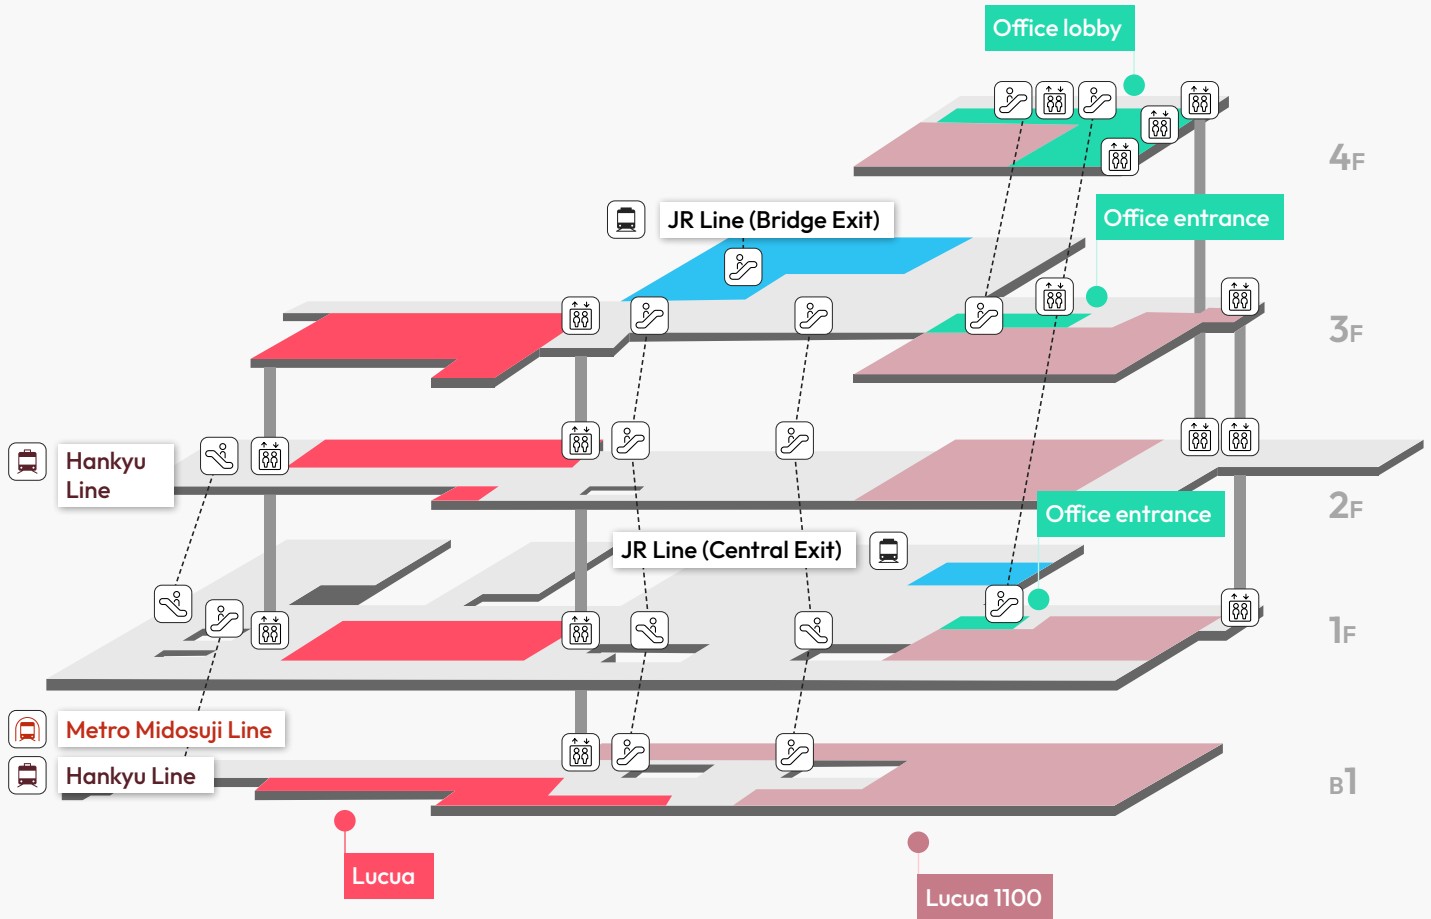 Office lobby
4F
JR Line (Bridge Exit)
Office entrance
3F
Hankyu
Line
2F
Office entrance
JR Line (Central Exit)
1F
Metro Midosuji Line
Hankyu Line
B1
Lucua
Lucua 1100